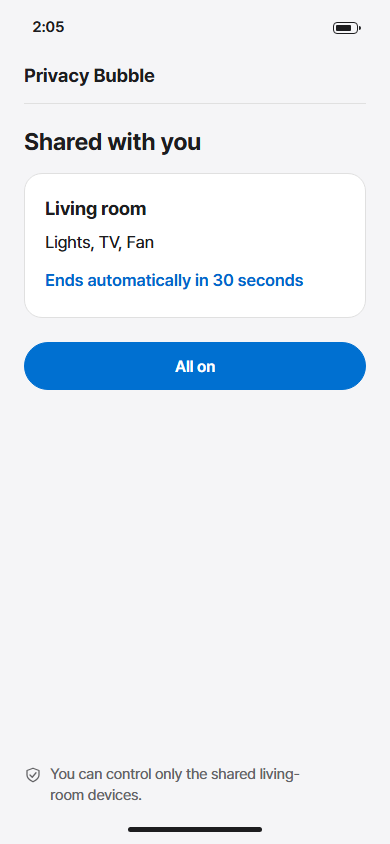 2:05
Privacy Bubble
Shared with you
Living room
Lights, TV, Fan
Ends automatically in 30 seconds
All on
You can control only the shared living-
room devices.